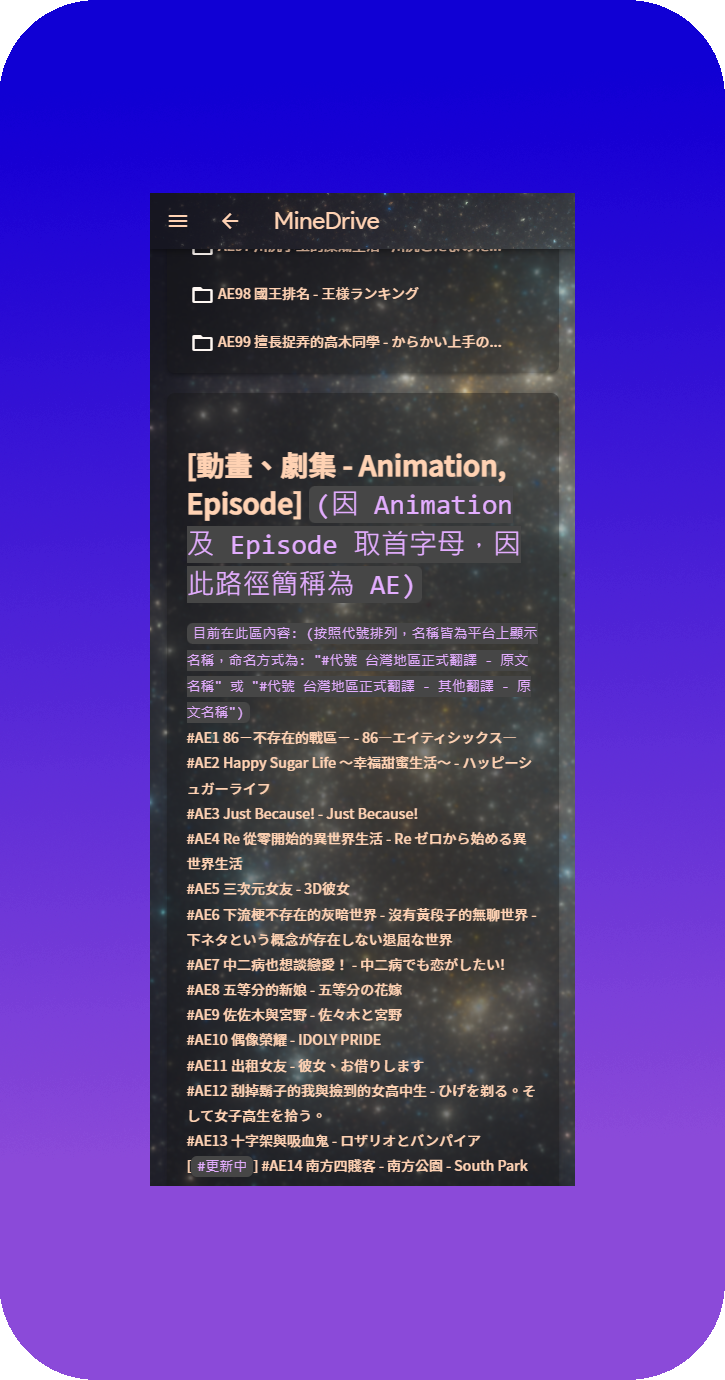 MineDrive
AE98 國王排名 - 王様ランキング
AE99 擅長捉弄的高木同學 - からかい上手の...
[動畫、劇集 - Animation,
Episode] (因 Animation
及 Episode 取首字母，因
此路徑簡稱為 AE)
目前在此區內容: (按照代號排列，名稱皆為平台上顯示
名稱，命名方式為: "#代號 台灣地區正式翻譯 - 原文
名稱" 或 "#代號 台灣地區正式翻譯 - 其他翻譯 - 原
文名稱")
#AE1 86－不存在的戰區－ - 86―エイティシックス―
#AE2 Happy Sugar Life ～幸福甜蜜生活～ - ハッピーシ
ュガーライフ
#AE3 Just Because! - Just Because!
#AE4 Re 從零開始的異世界生活 - Re ゼロから始める異
世界生活
#AE5 三次元女友 - 3D彼女
#AE6 下流梗不存在的灰暗世界 - 沒有黃段子的無聊世界 -
下ネタという概念が存在しない退屈な世界
#AE7 中二病也想談戀愛！ - 中二病でも恋がしたい!
#AE8 五等分的新娘 - 五等分の花嫁
#AE9 佐佐木與宮野 - 佐々木と宮野
#AE10 偶像榮耀 - IDOLY PRIDE
#AE11 出租女友 - 彼女、お借りします
#AE12 刮掉鬍子的我與撿到的女高中生 - ひげを剃る。そ
して女子高生を拾う。
#AE13 十字架與吸血鬼 - ロザリオとバンパイア
[ #更新中 ] #AE14 南方四賤客 - 南方公園 - South Park